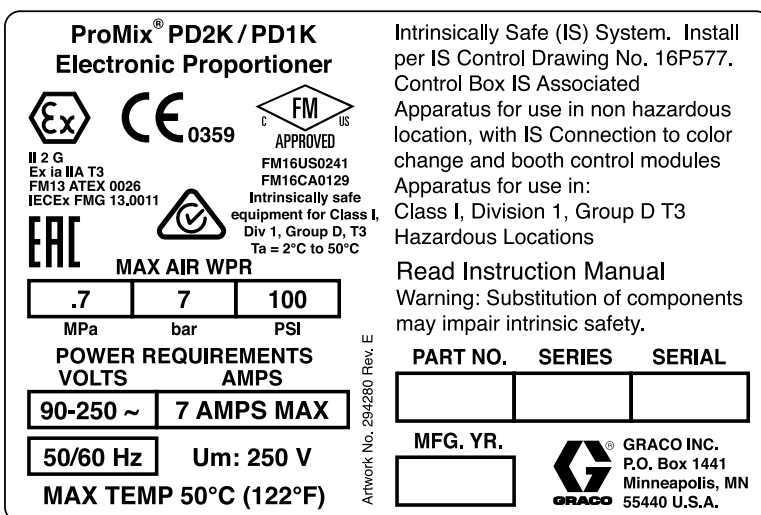 ProMix® PD2K / PD1K
Electronic Proportioner
Ex
CE 0359
FM
C US
APPROVED
II 2 G
Ex ia IIA T3
FM13 ATEX 0026
IECEx FMG 13.0011
FM16US0241
FM16CA0129
Intrinsically safe
equipment for Class I,
Div 1, Group D, T3
Ta = 2°C to 50°C
EAC
MAX AIR WPR
.7 7 100
MPa bar PSI
POWER REQUIREMENTS
VOLTS AMPS
90-250 ~ 7 AMPS MAX
50/60 Hz Um: 250 V
MAX TEMP 50°C (122°F)
Artwork No. 294280 Rev. E
Intrinsically Safe (IS) System. Install
per IS Control Drawing No. 16P577.
Control Box IS Associated
Apparatus for use in non hazardous
location, with IS Connection to color
change and booth control modules
Apparatus for use in:
Class I, Division 1, Group D T3
Hazardous Locations
Read Instruction Manual
Warning: Substitution of components
may impair intrinsic safety.
PART NO. SERIES SERIAL
MFG. YR.
GRACO ®
GRACO INC.
P.O. Box 1441
Minneapolis, MN
55440 U.S.A.